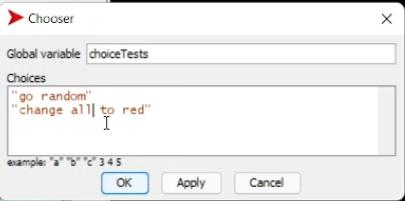 Chooser
Global variable choiceTests
Choices
"go random"
"change all to red"
example: "a" "b" "c" 3 4 5
OK Apply Cancel